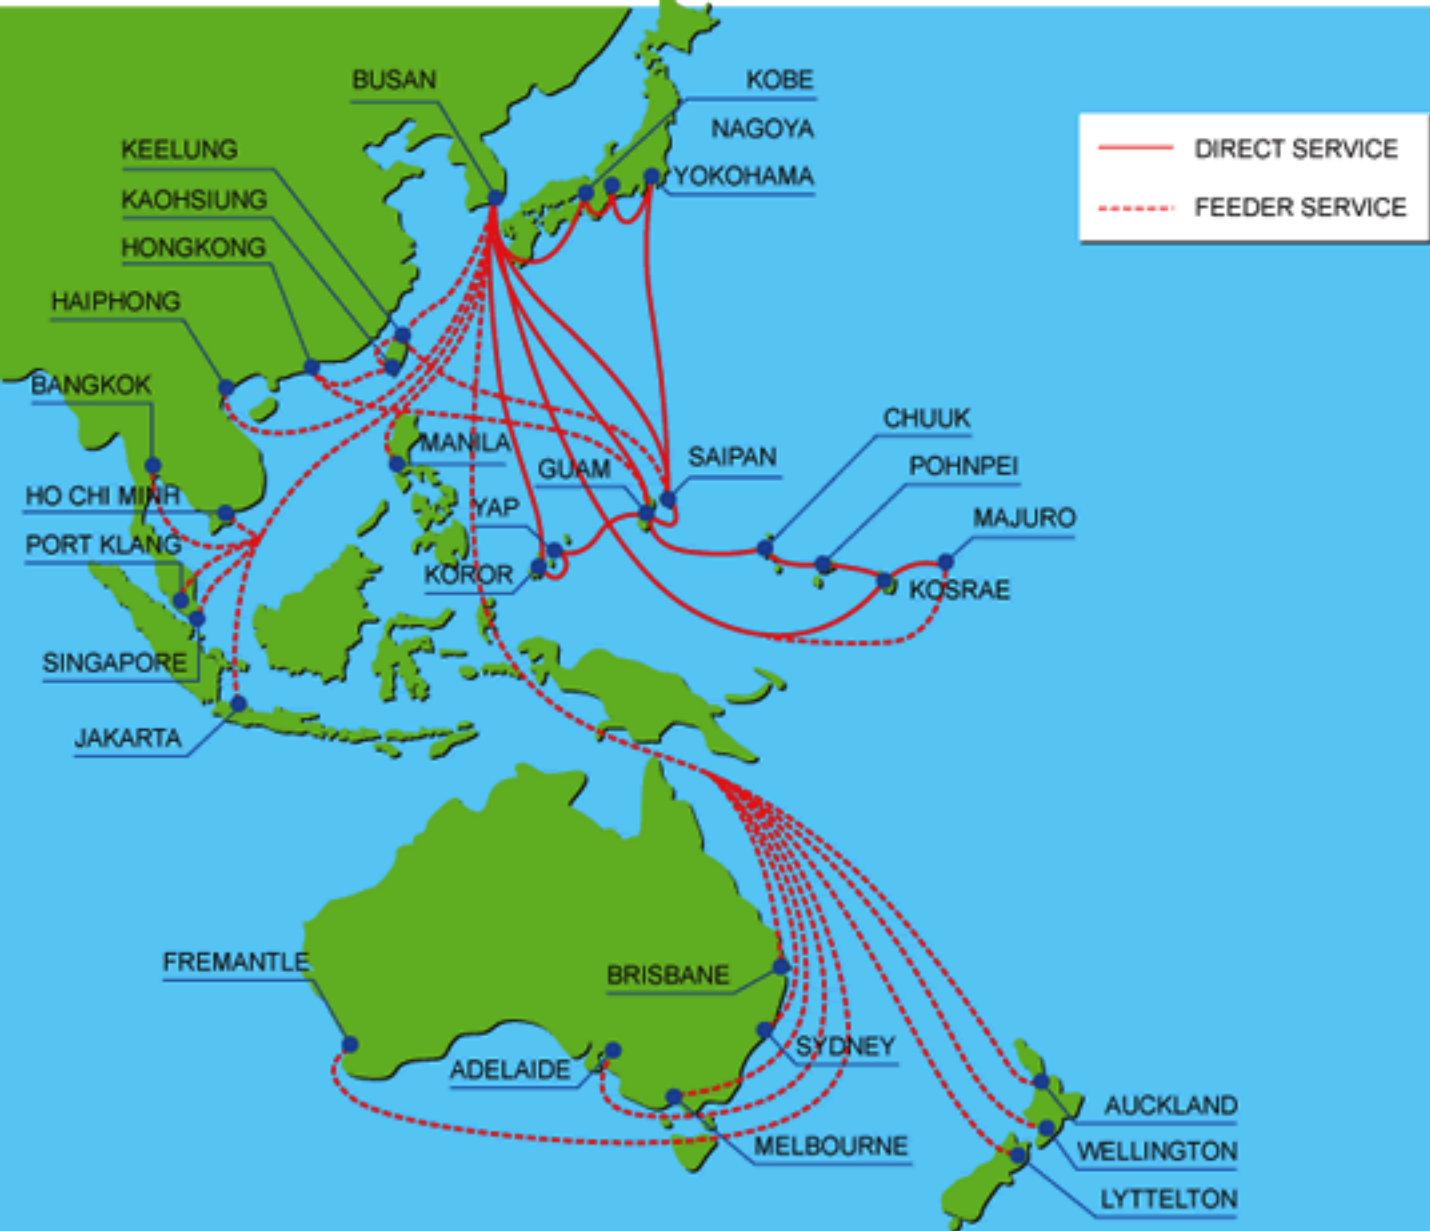 BUSAN
KOBE
NAGOYA
YOKOHAMA
KEELUNG
KAOHSIUNG
HONGKONG
HAIPHONG
BANGKOK
DIRECT SERVICE
FEEDER SERVICE
MANILA
GUAM
SAIPAN
CHUUK
POHNPEI
MAJURO
HO CHI MINR
YAP
PORT KLANG
KOROR
KOSRAE
SINGAPORE
JAKARTA
FREMANTLE
BRISBANE
ADELAIDE
SYDNEY
MELBOURNE
AUCKLAND
WELLINGTON
LYTTELTON